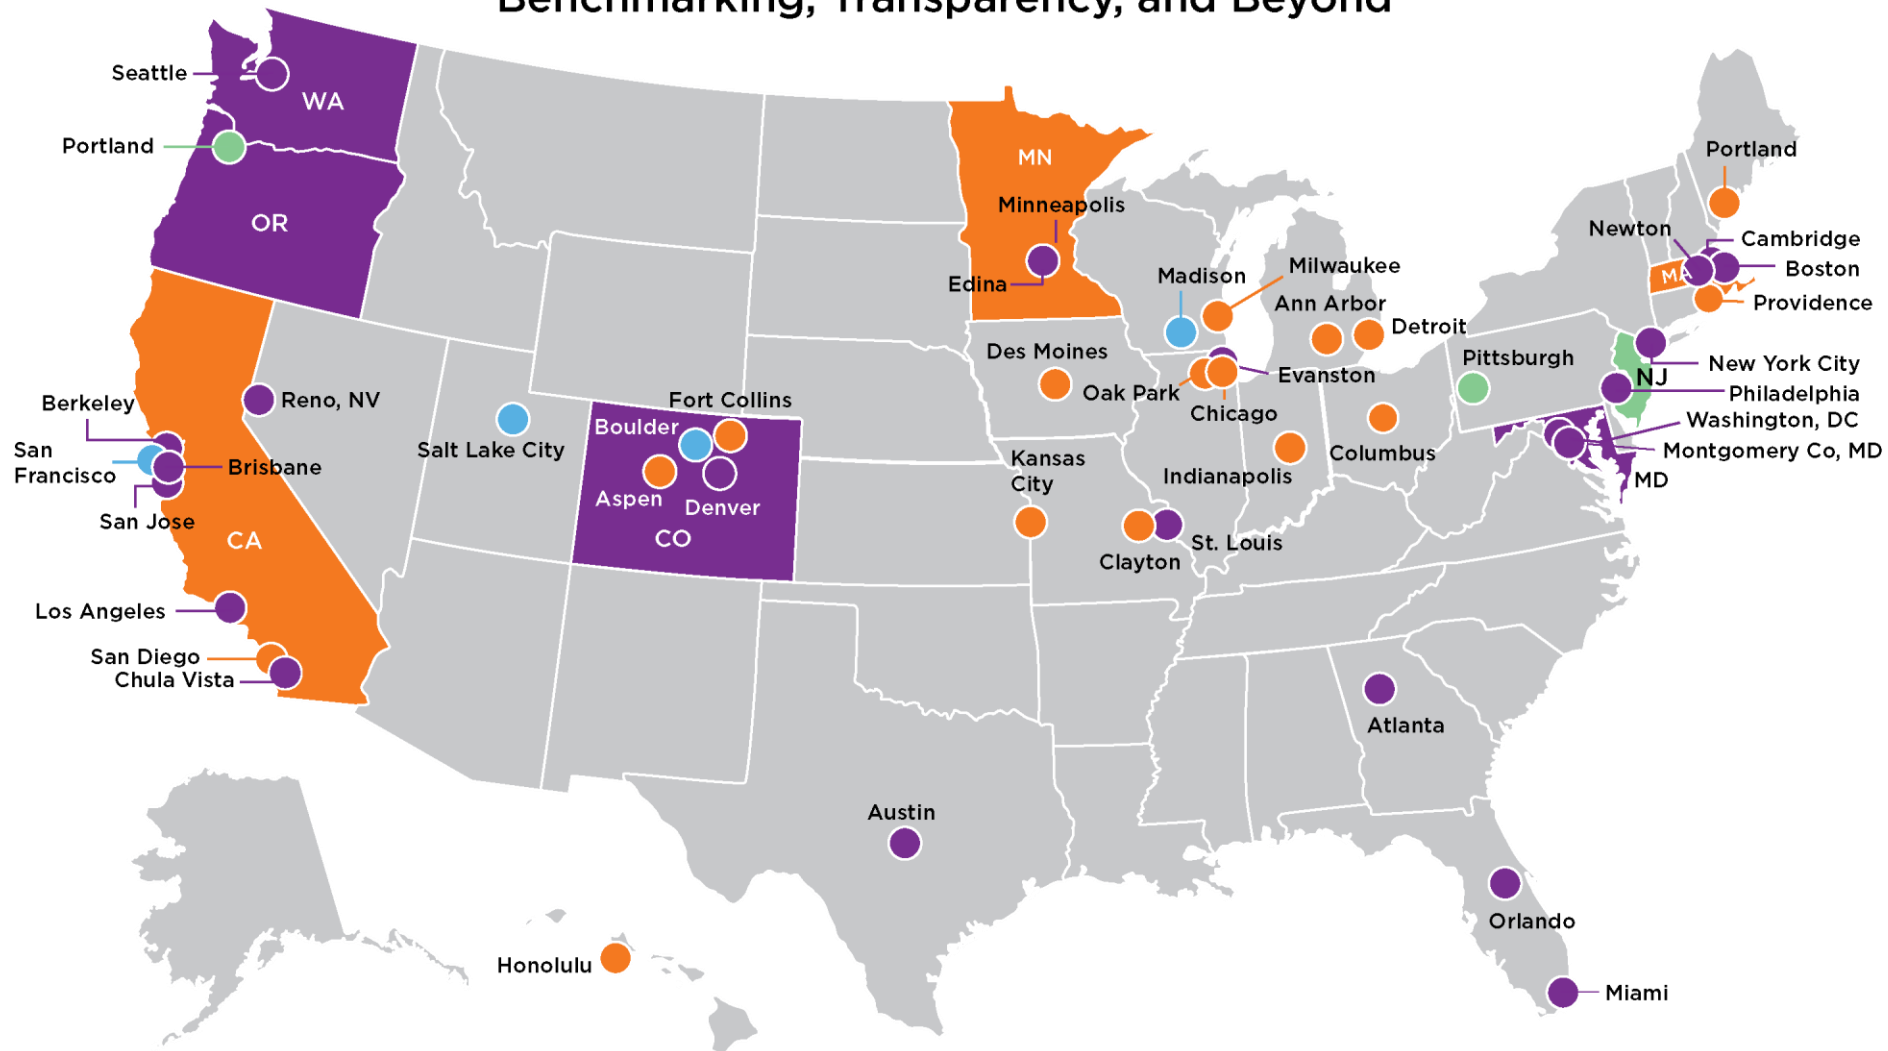 Benchmarking, Transparency, and Beyond
Seattle
WA
Portland
OR
MN
Minneapolis
Edina
Madison
Milwaukee
Ann Arbor
Detroit
Portland
Newton
Cambridge
MA
Boston
Providence
Des Moines
Oak Park
Evanston
Chicago
Pittsburgh
NJ
New York City
Philadelphia
Washington, DC
Montgomery Co, MD
MD
Berkeley
Reno, NV
San
Francisco
Brisbane
San Jose
CA
Salt Lake City
Fort Collins
Boulder
Aspen
Denver
CO
Kansas
City
Indianapolis
Columbus
Clayton
St. Louis
Los Angeles
San Diego
Chula Vista
Atlanta
Austin
Orlando
Honolulu
Miami